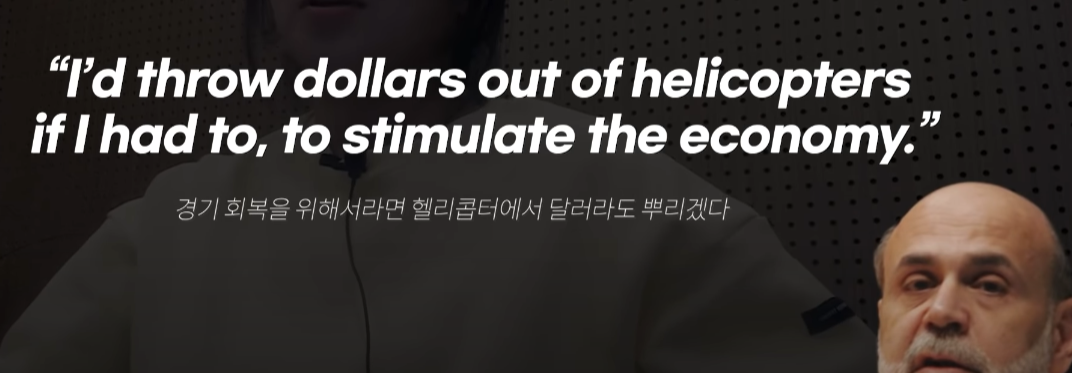 “I’d throw dollars out of helicopters
if I had to, to stimulate the economy.”
경기 회복을 위해서라면 헬리콥터에서 달러라도 뿌리겠다